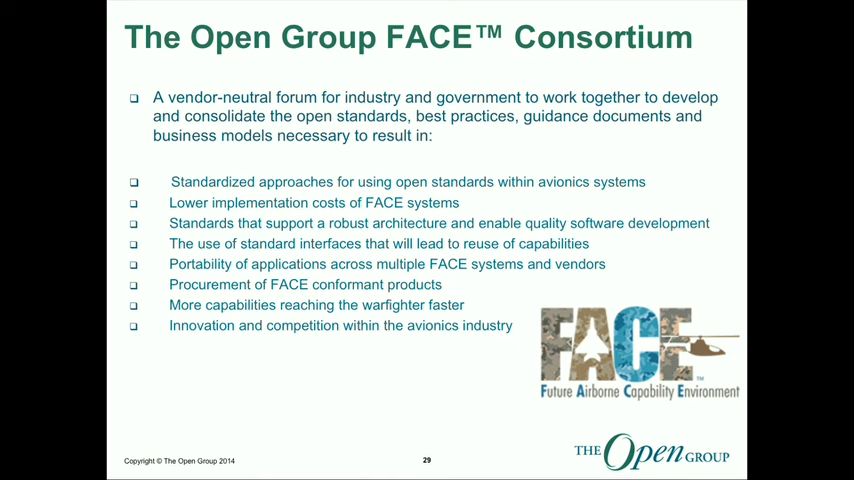 The Open Group FACE™ Consortium
❑ A vendor-neutral forum for industry and government to work together to develop
and consolidate the open standards, best practices, guidance documents and
business models necessary to result in:
❑ Standardized approaches for using open standards within avionics systems
❑ Lower implementation costs of FACE systems
❑ Standards that support a robust architecture and enable quality software development
❑ The use of standard interfaces that will lead to reuse of capabilities
❑ Portability of applications across multiple FACE systems and vendors
❑ Procurement of FACE conformant products
❑ More capabilities reaching the warfighter faster
❑ Innovation and competition within the avionics industry
FACE™
Future Airborne Capability Environment
Copyright © The Open Group 2014
29
THE Open GROUP